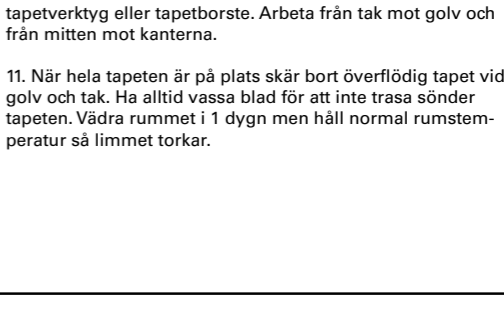 tapetverktyg eller tapetborste. Arbeta från tak mot golv och
från mitten mot kanterna.
11. När hela tapeten är på plats skär bort överflödig tapet vid
golv och tak. Ha alltid vassa blad för att inte trasa sönder
tapeten. Vädra rummet i 1 dygn men håll normal rumstem-
peratur så limmet torkar.